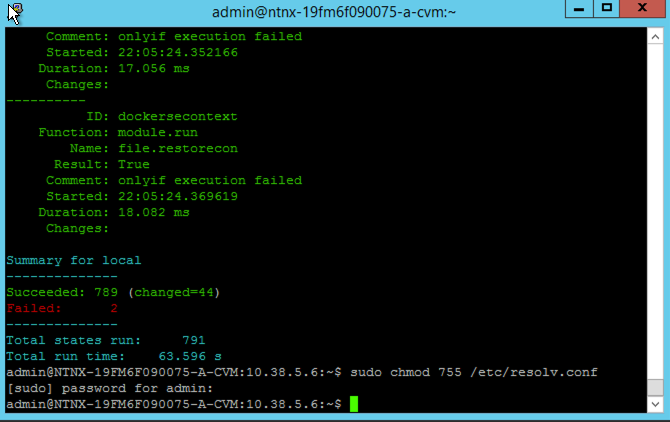 admin@ntnx-19fm6f090075-a-cvm:~
Comment: onlyif execution failed
Started: 22:05:24.352166
Duration: 17.056 ms
Changes:
----------
ID: dockersecontext
Function: module.run
Name: file.restorecon
Result: True
Comment: onlyif execution failed
Started: 22:05:24.369619
Duration: 18.082 ms
Changes:
Summary for local
--------------
Succeeded: 789 (changed=44)
Failed: 2
--------------
Total states run: 791
Total run time: 63.596 s
admin@NTNX-19FM6F090075-A-CVM:10.38.5.6:~$ sudo chmod 755 /etc/resolv.conf
[sudo] password for admin:
admin@NTNX-19FM6F090075-A-CVM:10.38.5.6:~$